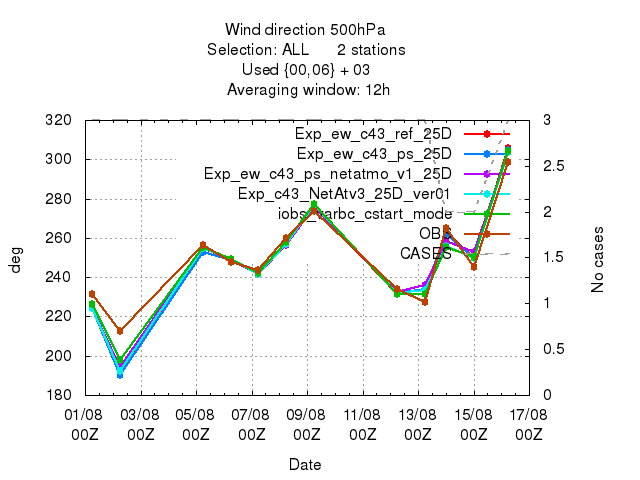 Wind direction 500hPa
Selection: ALL 2 stations
Used {00,06} + 03
Averaging window: 12h
320
300
280
260
240
220
200
180
deg
3
2.5
2
1.5
1
0.5
0
No cases
Exp_ew_c43_ref_25D
Exp_ew_c43_ps_25D
Exp_ew_c43_ps_netatmo_v1_25D
Exp_c43_NetAtv3_25D_ver01
CASES
01/08 03/08 05/08 07/08 09/08 11/08 13/08 15/08 17/08
00Z 00Z 00Z 00Z 00Z 00Z 00Z 00Z 00Z
Date